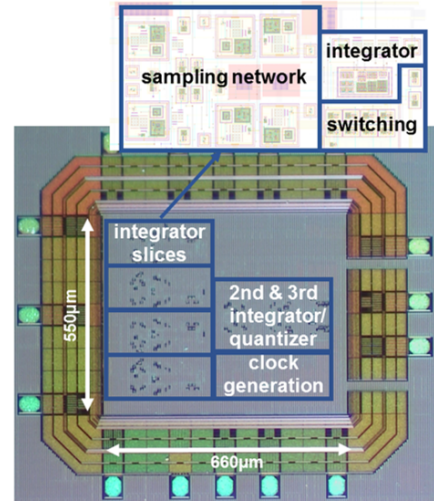 sampling network
integrator
switching
integrator
slices
2nd & 3rd
integrator/
quantizer
clock
generation
550µm
660µm